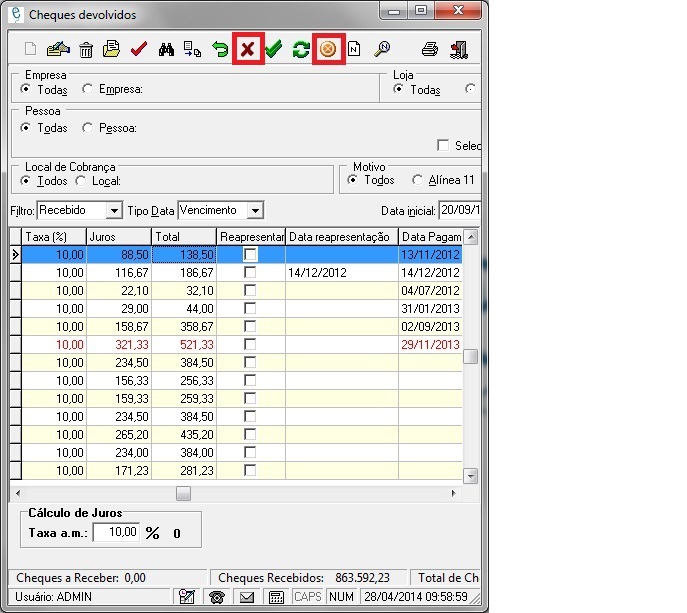 Cheques devolvidos
Empresa
Todas Empresa:
Loja
Todas
Pessoa
Todas Pessoa:
Selec
Local de Cobrança
Todos Local:
Motivo
Todos Alínea 11
Filtro: Recebido Tipo Data Vencimento Data inicial: 20/09/1
Taxa (%) Juros Total Reapresentar Data reapresentação Data Pagam
10,00 88,50 138,50 13/11/2012
10,00 116,67 186,67 14/12/2012 14/12/2012
10,00 22,10 32,10 04/07/2012
10,00 29,00 44,00 31/01/2013
10,00 158,67 358,67 02/09/2013
10,00 321,33 521,33 29/11/2013
10,00 234,50 384,50
10,00 156,33 256,33
10,00 159,33 259,33
10,00 234,50 384,50
10,00 265,20 435,20
10,00 234,00 384,00
10,00 171,23 281,23
Cálculo de Juros
Taxa a.m.: 10,00 % 0
Cheques a Receber: 0,00 Cheques Recebidos: 863.592,23 Total de Ch
Usuário: ADMIN CAPS NUM 28/04/2014 09:58:59